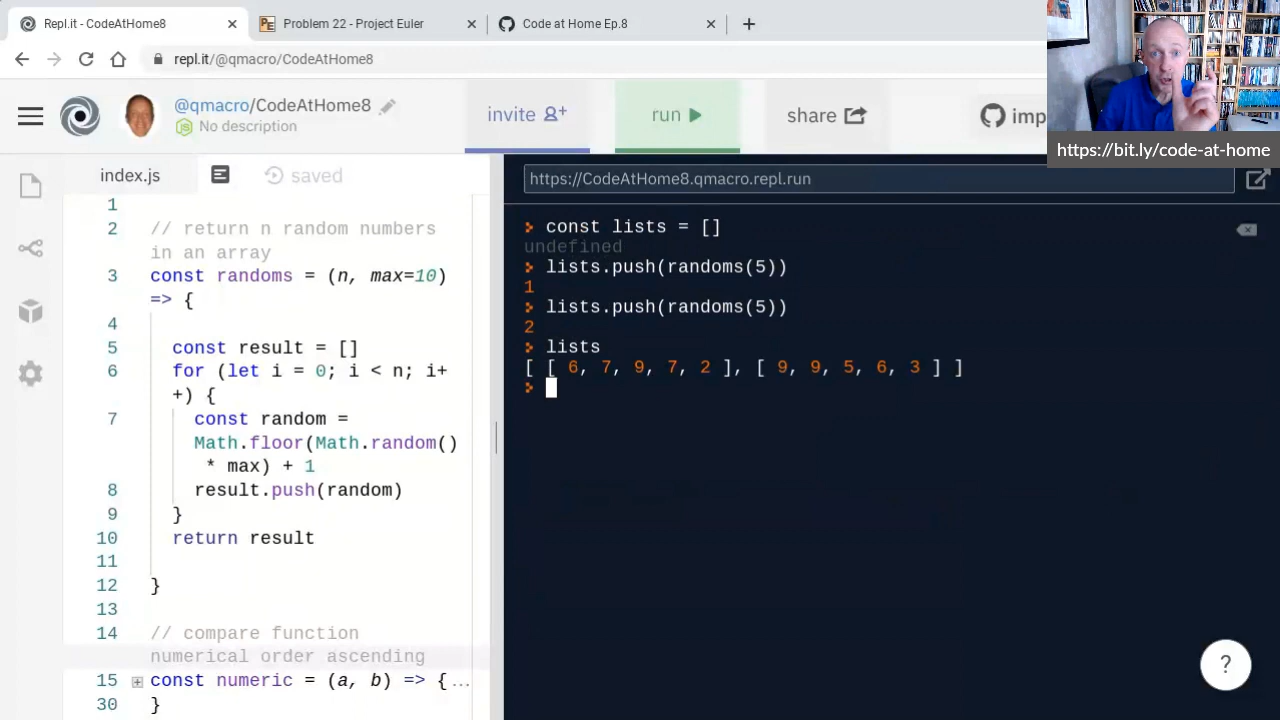 Repl.it - CodeAtHome8
Problem 22 - Project Euler
Code at Home Ep.8
repl.it/@qmacro/CodeAtHome8
@qmacro/CodeAtHome8
No description
invite
run
share
imp
https://bit.ly/code-at-home
index.js
saved
https://CodeAtHome8.qmacro.repl.run
1
2 // return n random numbers
in an array
3 const randoms = (n, max=10)
=> {
4
5 const result = []
6 for (let i = 0; i < n; i+
+) {
7 const random =
Math.floor(Math.random()
* max) + 1
8 result.push(random)
9 }
10 return result
11
12 }
13
14 // compare function
numerical order ascending
15 const numeric = (a, b) => {...
30 }
const lists = []
undefined
lists.push(randoms(5))
1
lists.push(randoms(5))
2
lists
[ [ 6, 7, 9, 7, 2 ], [ 9, 9, 5, 6, 3 ] ]
?